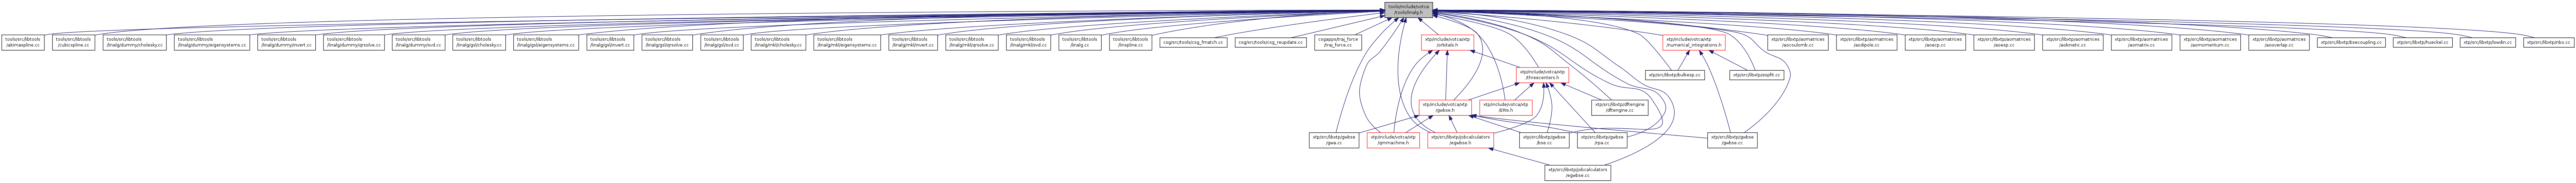 tools/include/votca
/tools/linalg.h
tools/src/libtools
/akimaspline.cc
tools/src/libtools
/cubicspline.cc
tools/src/libtools
/linalg/dummy/cholesky.cc
tools/src/libtools
/linalg/dummy/eigensystems.cc
tools/src/libtools
/linalg/dummy/invert.cc
tools/src/libtools
/linalg/dummy/qrsolve.cc
tools/src/libtools
/linalg/dummy/svd.cc
tools/src/libtools
/linalg/gsl/cholesky.cc
tools/src/libtools
/linalg/gsl/eigensystems.cc
tools/src/libtools
/linalg/gsl/invert.cc
tools/src/libtools
/linalg/gsl/qrsolve.cc
tools/src/libtools
/linalg/gsl/svd.cc
tools/src/libtools
/linalg/mkl/cholesky.cc
tools/src/libtools
/linalg/mkl/eigensystems.cc
tools/src/libtools
/linalg/mkl/invert.cc
tools/src/libtools
/linalg/mkl/qrsolve.cc
tools/src/libtools
/linalg/mkl/svd.cc
tools/src/libtools
/linalg.cc
tools/src/libtools
/linspline.cc
csg/src/tools/csg_fmatch.cc
csg/src/tools/csg_reupdate.cc
csgapps/traj_force
/traj_force.cc
xtp/include/votca/xtp
/orbitals.h
xtp/include/votca/xtp
/numerical_integrations.h
xtp/src/libxtp/aomatrices
/aocoulomb.cc
xtp/src/libxtp/aomatrices
/aodipole.cc
xtp/src/libxtp/aomatrices
/aoecp.cc
xtp/src/libxtp/aomatrices
/aoesp.cc
xtp/src/libxtp/aomatrices
/aokinetic.cc
xtp/src/libxtp/aomatrices
/aomatrix.cc
xtp/src/libxtp/aomatrices
/aomomentum.cc
xtp/src/libxtp/aomatrices
/aooverlap.cc
xtp/src/libxtp/bsecoupling.cc
xtp/src/libxtp/hueckel.cc
xtp/src/libxtp/lowdin.cc
xtp/src/libxtp/nbo.cc
xtp/include/votca/xtp
/threecenters.h
xtp/src/libxtp/bulkesp.cc
xtp/src/libxtp/espfit.cc
xtp/include/votca/xtp
/gwbse.h
xtp/include/votca/xtp
/ERIs.h
xtp/src/libxtp/dftengine
/dftengine.cc
xtp/src/libxtp/gwbse
/gwa.cc
xtp/include/votca/xtp
/qmmachine.h
xtp/src/libxtp/jobcalculators
/egwbse.h
xtp/src/libxtp/gwbse
/bse.cc
xtp/src/libxtp/gwbse
/rpa.cc
xtp/src/libxtp/gwbse
/gwbse.cc
xtp/src/libxtp/jobcalculators
/egwbse.cc